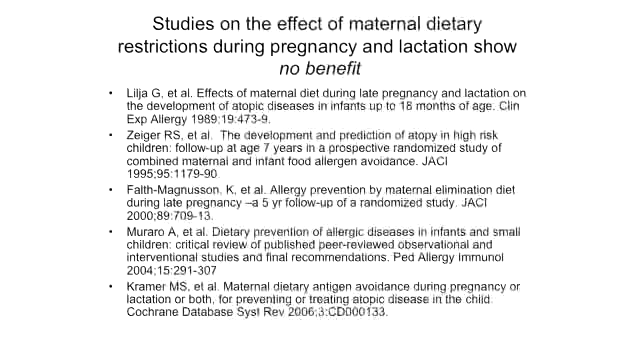 Studies on the effect of maternal dietary
restrictions during pregnancy and lactation show
no benefit
• Lilja G, et al. Effects of maternal diet during late pregnancy and lactation on
the development of atopic diseases in infants up to 18 months of age. Clin
Exp Allergy 1989;19:473-9.
• Zeiger RS, et al. The development and prediction of atopy in high risk
children: follow-up at age 7 years in a prospective randomized study of
combined maternal and infant food allergen avoidance. JACI
1995;95:1179-90.
• Falth-Magnusson, K, et al. Allergy prevention by maternal elimination diet
during late pregnancy –a 5 yr follow-up of a randomized study. JACI
2000;89:709-13.
• Muraro A, et al. Dietary prevention of allergic diseases in infants and small
children: critical review of published peer-reviewed observational and
interventional studies and final recommendations. Ped Allergy Immunol
2004;15:291-307
• Kramer MS, et al. Maternal dietary antigen avoidance during pregnancy or
lactation or both, for preventing or treating atopic disease in the child.
Cochrane Database Syst Rev 2006;3:CD000133.